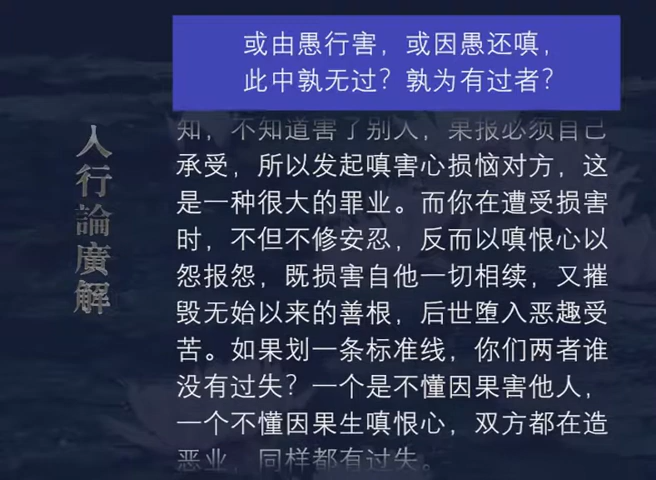 或由愚行害，或因愚还嗔，
此中孰无过？孰为有过者？
入行論廣解
知，不知道害了别人，果报必须自己
承受，所以发起嗔害心损恼对方，这
是一种很大的罪业。而你在遭受损害
时，不但不修安忍，反而以嗔恨心以
怨报怨，既损害自他一切相续，又摧
毁无始以来的善根，后世堕入恶趣受
苦。如果划一条标准线，你们两者谁
没有过失？一个是不懂因果害他人，
一个不懂因果生嗔恨心，双方都在造
恶业，同样都有过失。